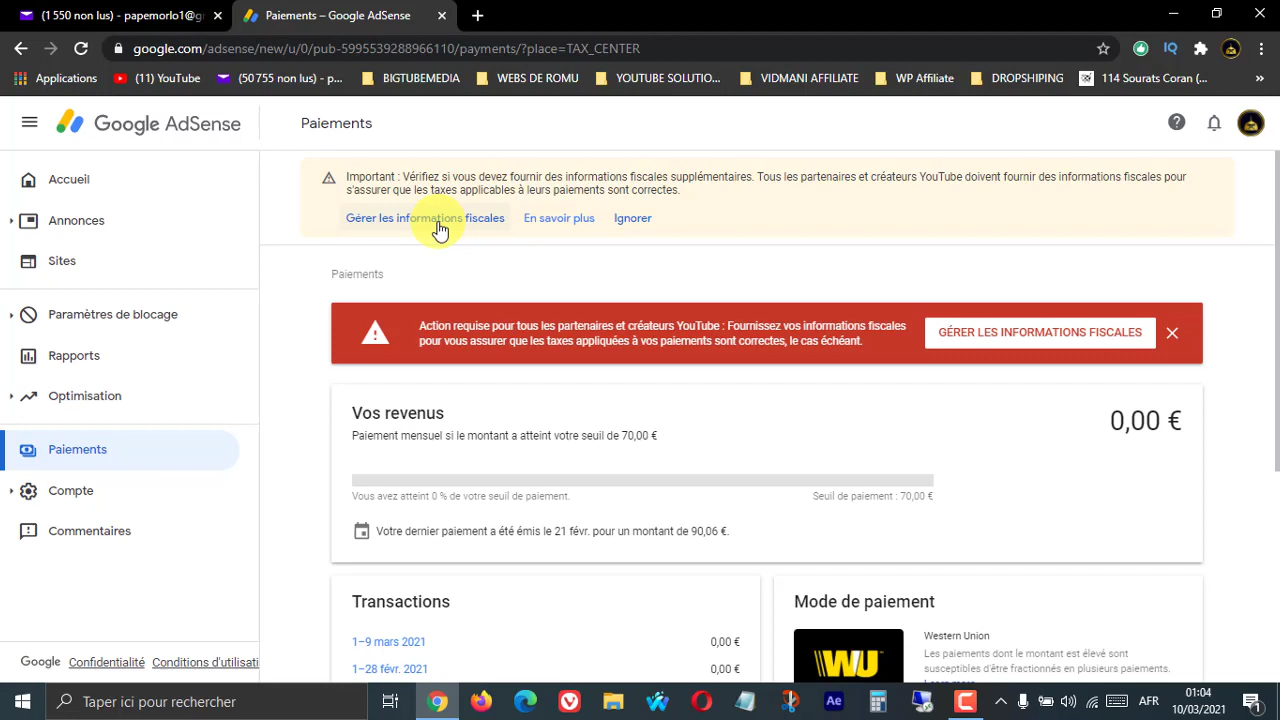 (1 550 non lus) - papemorlo1@gr
Paiements – Google AdSense
google.com/adsense/new/u/0/pub-5995539288966110/payments/?place=TAX_CENTER
Applications
(11) YouTube
(50 755 non lus) - p...
BIGTUBEMEDIA
WEBS DE ROMU
YOUTUBE SOLUTIO...
VIDMANI AFFILIATE
WP Affiliate
DROPSHIPING
114 Sourats Coran (...
»
Google AdSense
Paiements
Accueil
Annonces
Sites
Paramètres de blocage
Rapports
Optimisation
Paiements
Compte
Commentaires
Google Confidentialité Conditions d'utilisati
Important : Vérifiez si vous devez fournir des informations fiscales supplémentaires. Tous les partenaires et créateurs YouTube doivent fournir des informations fiscales pour
s'assurer que les taxes applicables à leurs paiements sont correctes.
Gérer les informations fiscales En savoir plus Ignorer
Paiements
Action requise pour tous les partenaires et créateurs YouTube : Fournissez vos informations fiscales
pour vous assurer que les taxes appliquées à vos paiements sont correctes, le cas échéant.
GÉRER LES INFORMATIONS FISCALES
Vos revenus
0,00 €
Paiement mensuel si le montant a atteint votre seuil de 70,00 €
Vous avez atteint 0 % de votre seuil de paiement.
Seuil de paiement : 70,00 €
Votre dernier paiement a été émis le 21 févr. pour un montant de 90,06 €.
Transactions
1–9 mars 2021 0,00 €
1–28 févr. 2021 0,00 €
Mode de paiement
WU
Western Union
Les paiements dont le montant est élevé sont
susceptibles d'être fractionnés en plusieurs paiements.
Learn more
Taper ici pour rechercher
Ae
AFR
01:04
10/03/2021
1